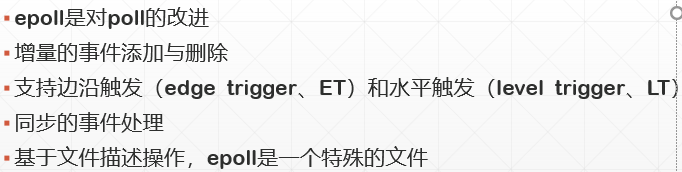 ▪epoll是对poll的改进
▪增量的事件添加与删除
▪支持边沿触发（edge trigger、ET）和水平触发（level trigger、LT）
▪同步的事件处理
▪基于文件描述操作，epoll是一个特殊的文件